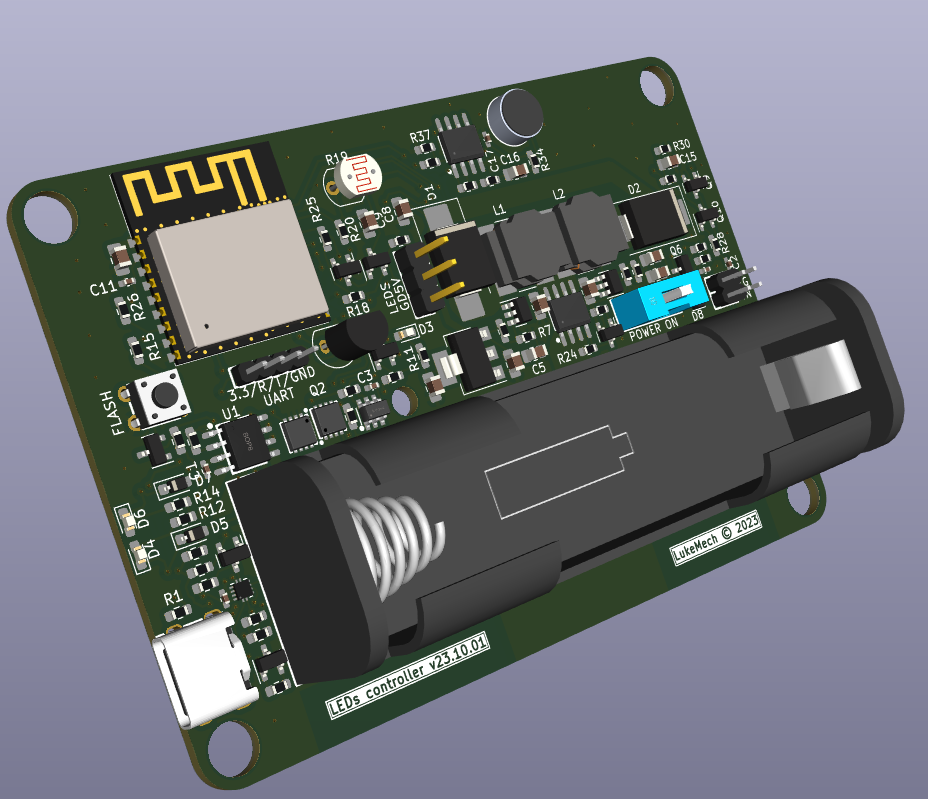 R37
C17
C16
R34
R30
C15
R19
D1
L1
L2
D2
R25
R20
C8
Q6
R28
C2
C11
R26
R15
LEDS
GD5V
R18
D3
R11
R7
R24
C5
POWER ON
D8
3.3/R/T/GND
UART
FLASH
U1
Q2
C3
D7
R14
R12
D5
D6
D4
R1
LukeMech © 2023
LEDs controller v23.10.01